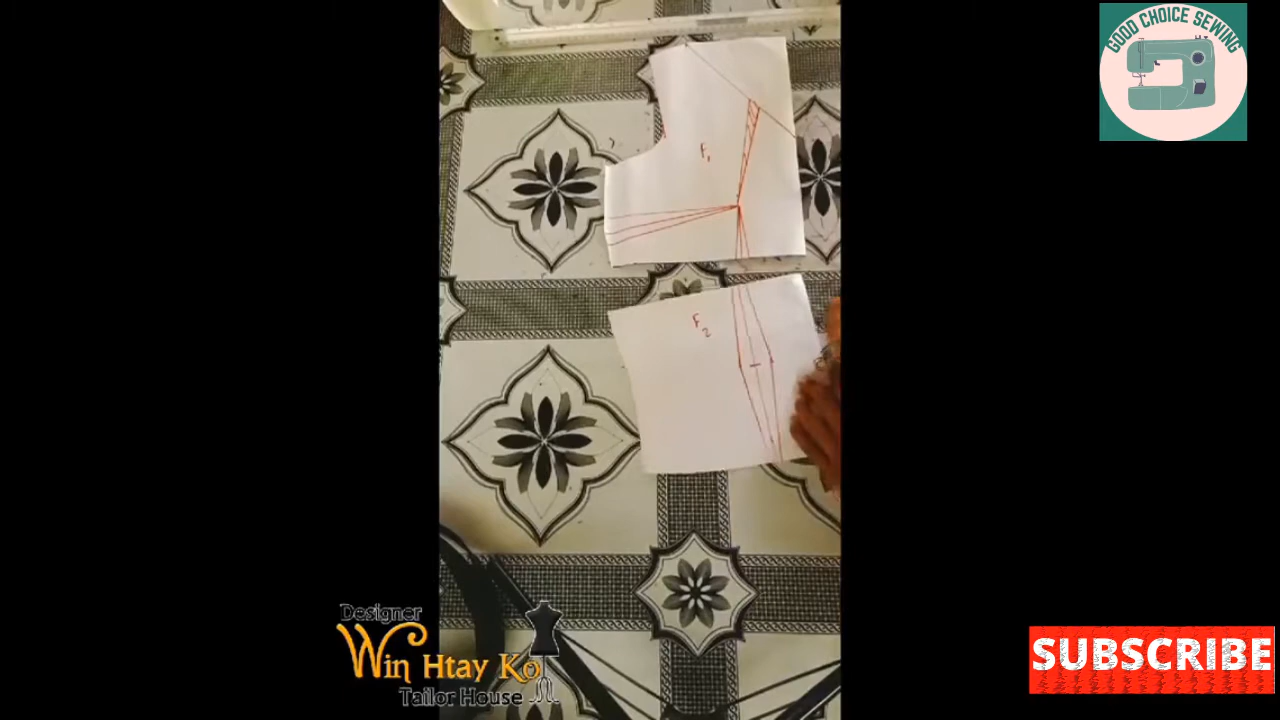 GOOD CHOICE SEWING
F1
F2
Designer
Win Htay Ko
Tailor House
SUBSCRIBE